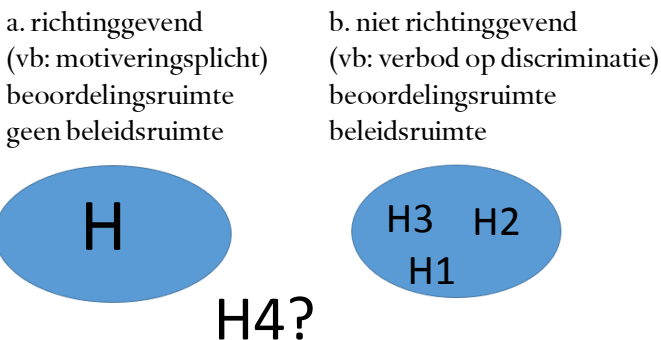 a. richtinggevend
(vb: motiveringsplicht)
beoordelingsruimte
geen beleidsruimte
b. niet richtinggevend
(vb: verbod op discriminatie)
beoordelingsruimte
beleidsruimte
H
H3 H2
H1
H4?